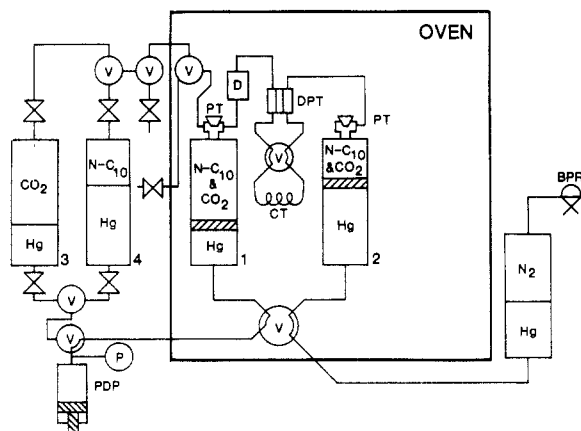 OVEN
V
V
V
D
PT
DPT
PT
CO2
N-C10
N-C10
&
CO2
V
N-C10
&CO2
BPR
CT
Hg
3
Hg
4
Hg
1
Hg
2
N2
Hg
V
V
V
P
PDP